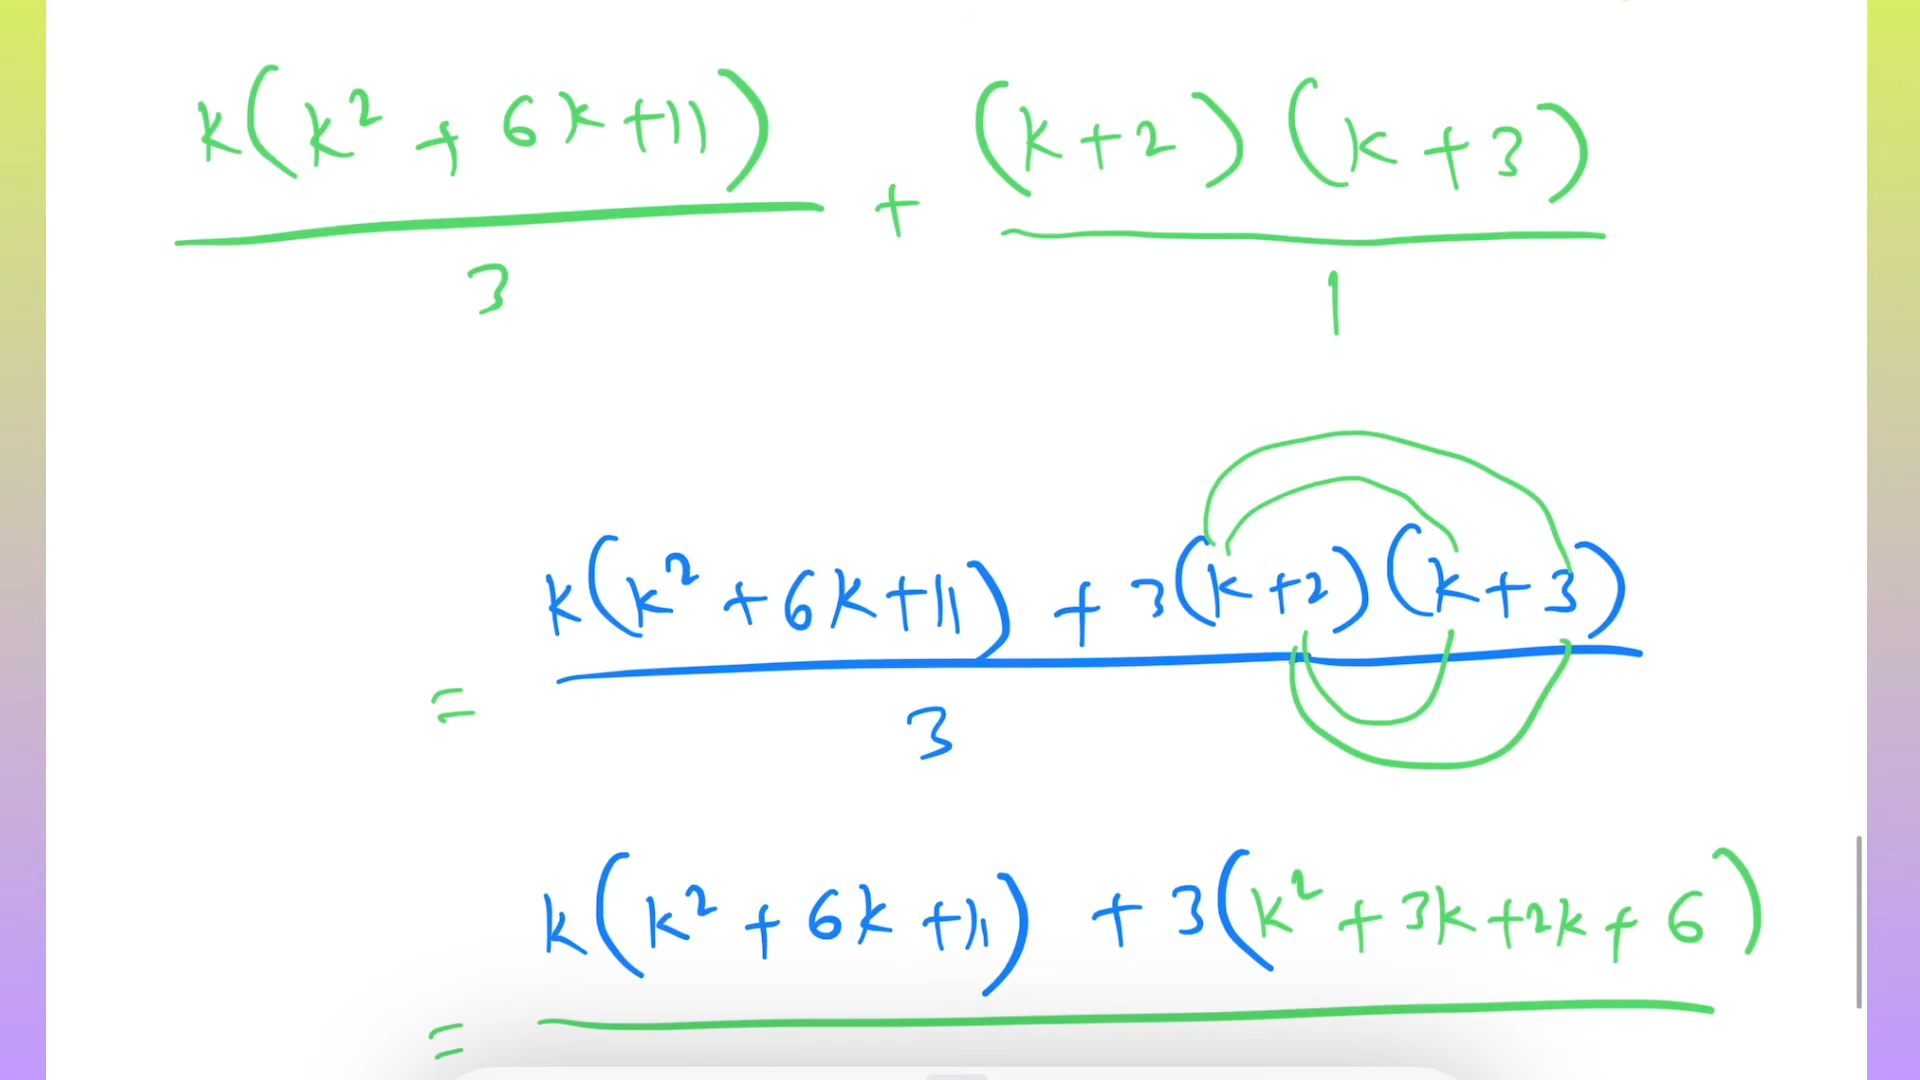 k(k² + 6k+11) / 3 + (k+2)(k+3) / 1
= k(k² + 6k+11) + 3(k+2)(k+3) / 3
= k(k² + 6k+11) + 3(k² + 3k+2k+6)